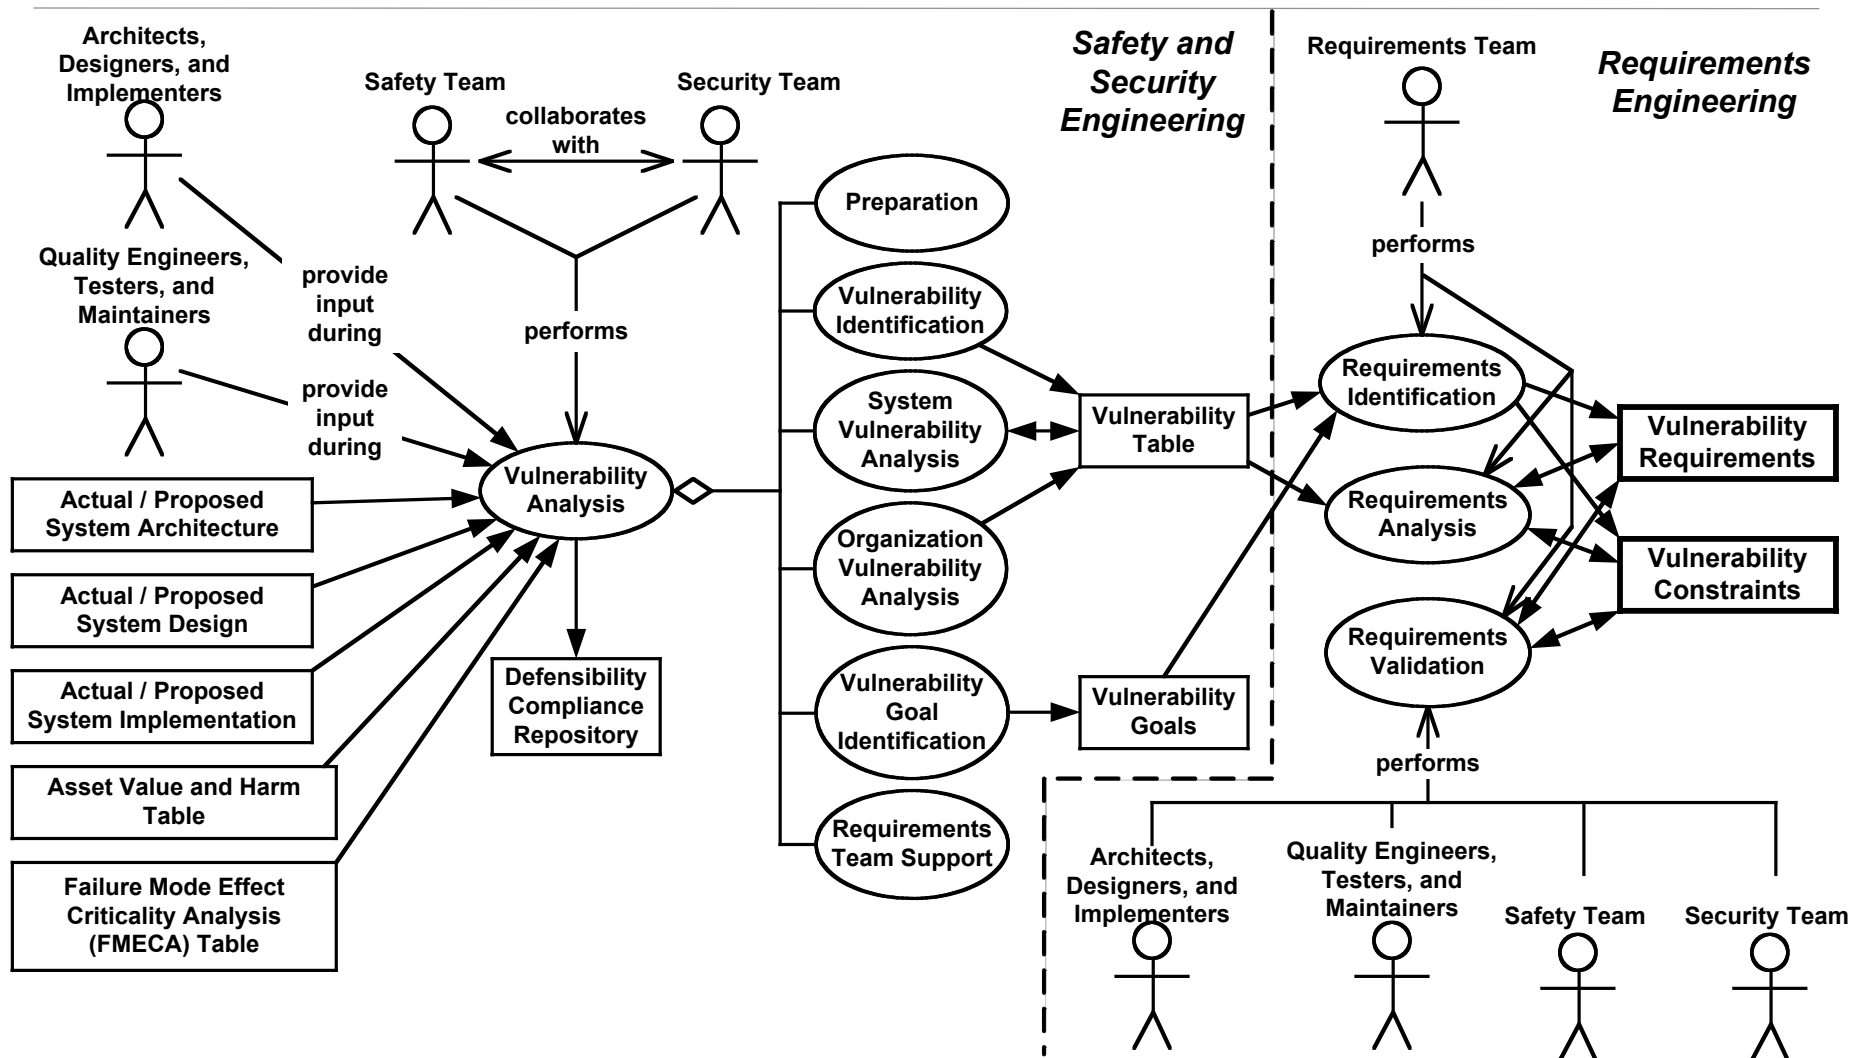 Architects,
Designers, and
Implementers
Safety Team
collaborates
with
Security Team
Safety and
Security
Engineering
Requirements Team
Requirements
Engineering
Quality Engineers,
Testers, and
Maintainers
provide
input
during
provide
input
during
performs
performs
Preparation
Vulnerability
Identification
System
Vulnerability
Analysis
Organization
Vulnerability
Analysis
Vulnerability
Goal
Identification
Requirements
Team Support
Vulnerability
Analysis
Vulnerability
Table
Vulnerability
Goals
Requirements
Identification
Requirements
Analysis
Requirements
Validation
Vulnerability
Requirements
Vulnerability
Constraints
Actual / Proposed
System Architecture
Actual / Proposed
System Design
Actual / Proposed
System Implementation
Asset Value and Harm
Table
Failure Mode Effect
Criticality Analysis
(FMECA) Table
Defensibility
Compliance
Repository
performs
Architects,
Designers, and
Implementers
Quality Engineers,
Testers, and
Maintainers
Safety Team
Security Team